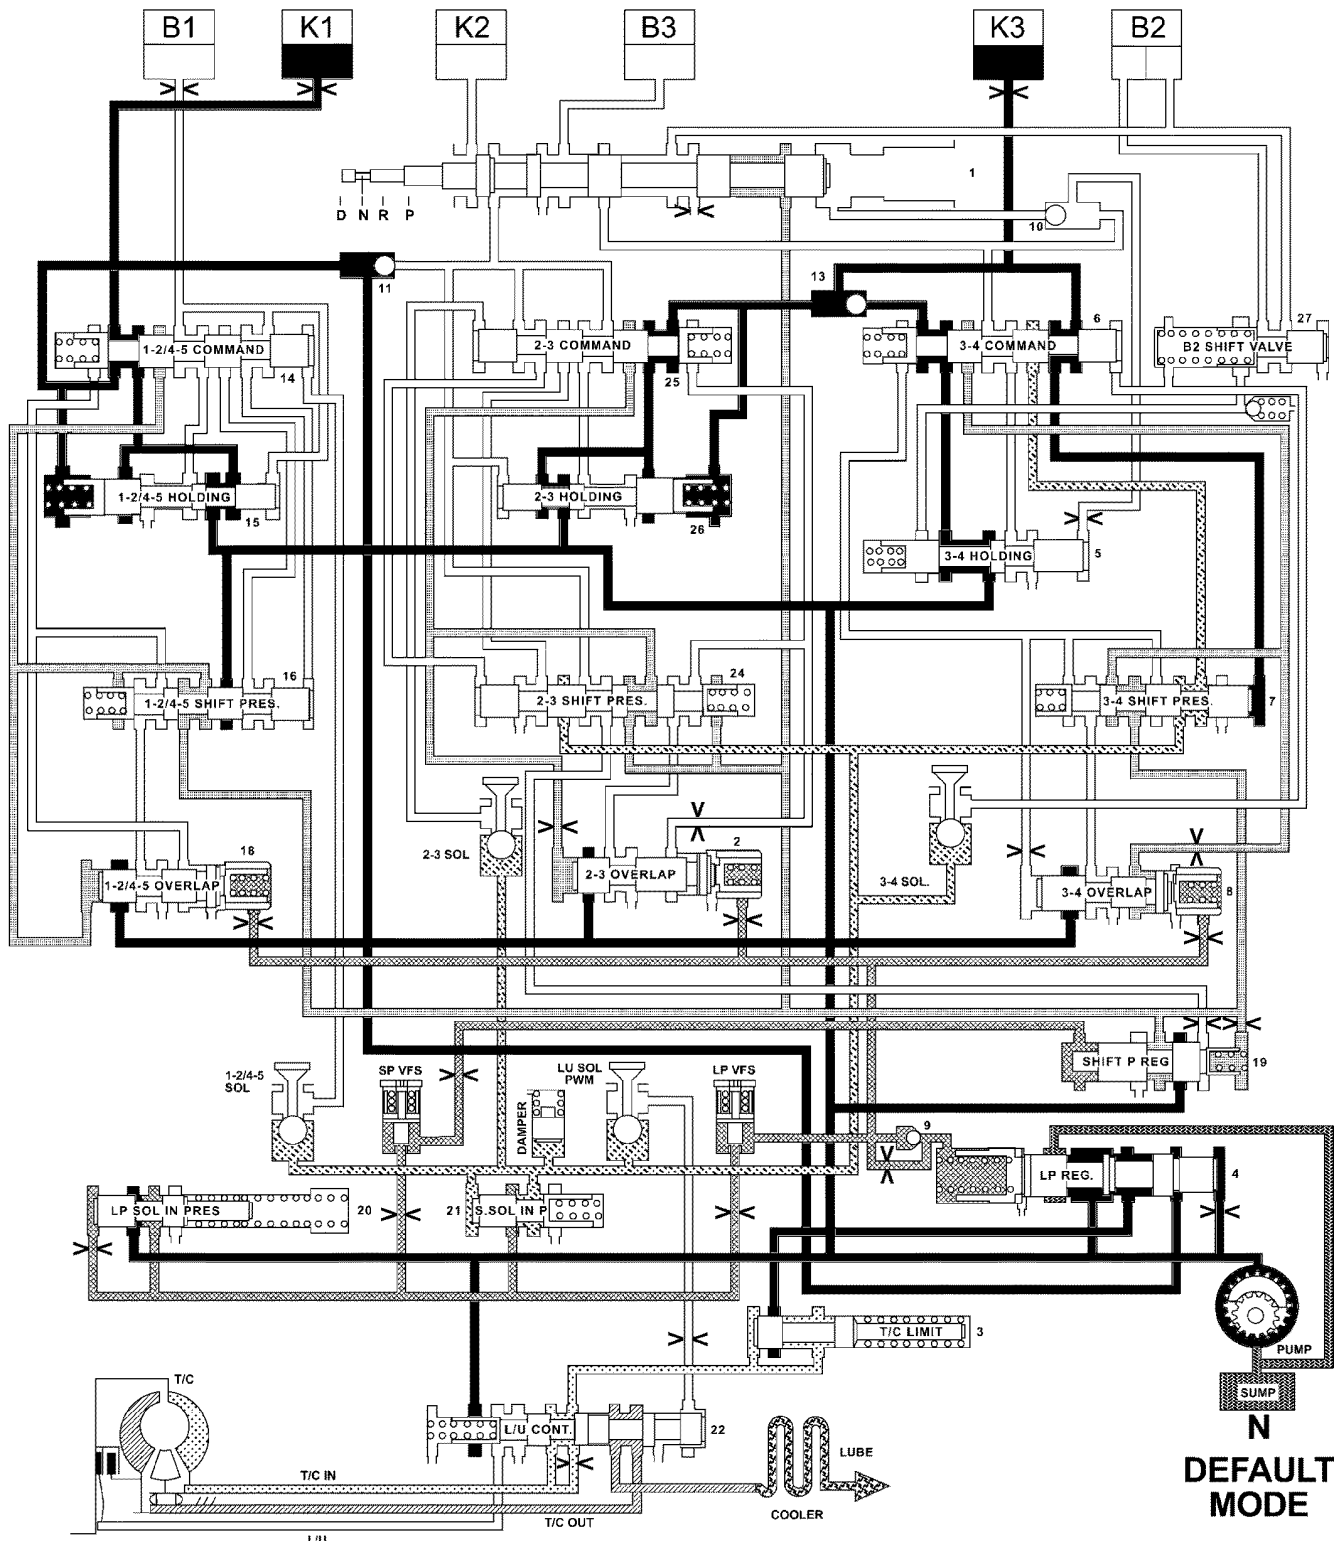 B1
K1
K2
B3
K3
B2
1
D N R P
10
11
13
6
27
1-2/4-5 COMMAND
2-3 COMMAND
3-4 COMMAND
B2 SHIFT VALVE
14
25
1-2/4-5 HOLDING
2-3 HOLDING
15
26
3-4 HOLDING
5
16
24
1-2/4-5 SHIFT PRES.
2-3 SHIFT PRES.
3-4 SHIFT PRES.
7
2-3 SOL
2
18
3-4 SOL.
1-2/4-5 OVERLAP
2-3 OVERLAP
3-4 OVERLAP
8
SHIFT P REG
19
1-2/4-5
SOL
SP VFS
LU SOL
PWM
LP VFS
DAMPER
9
LP REG.
4
LP SOL IN PRES
20
21
S.SOL IN P
T/C LIMIT
3
PUMP
T/C
SUMP
L/U CONT.
22
N
LUBE
T/C IN
DEFAULT
MODE
COOLER
T/C OUT
L/U